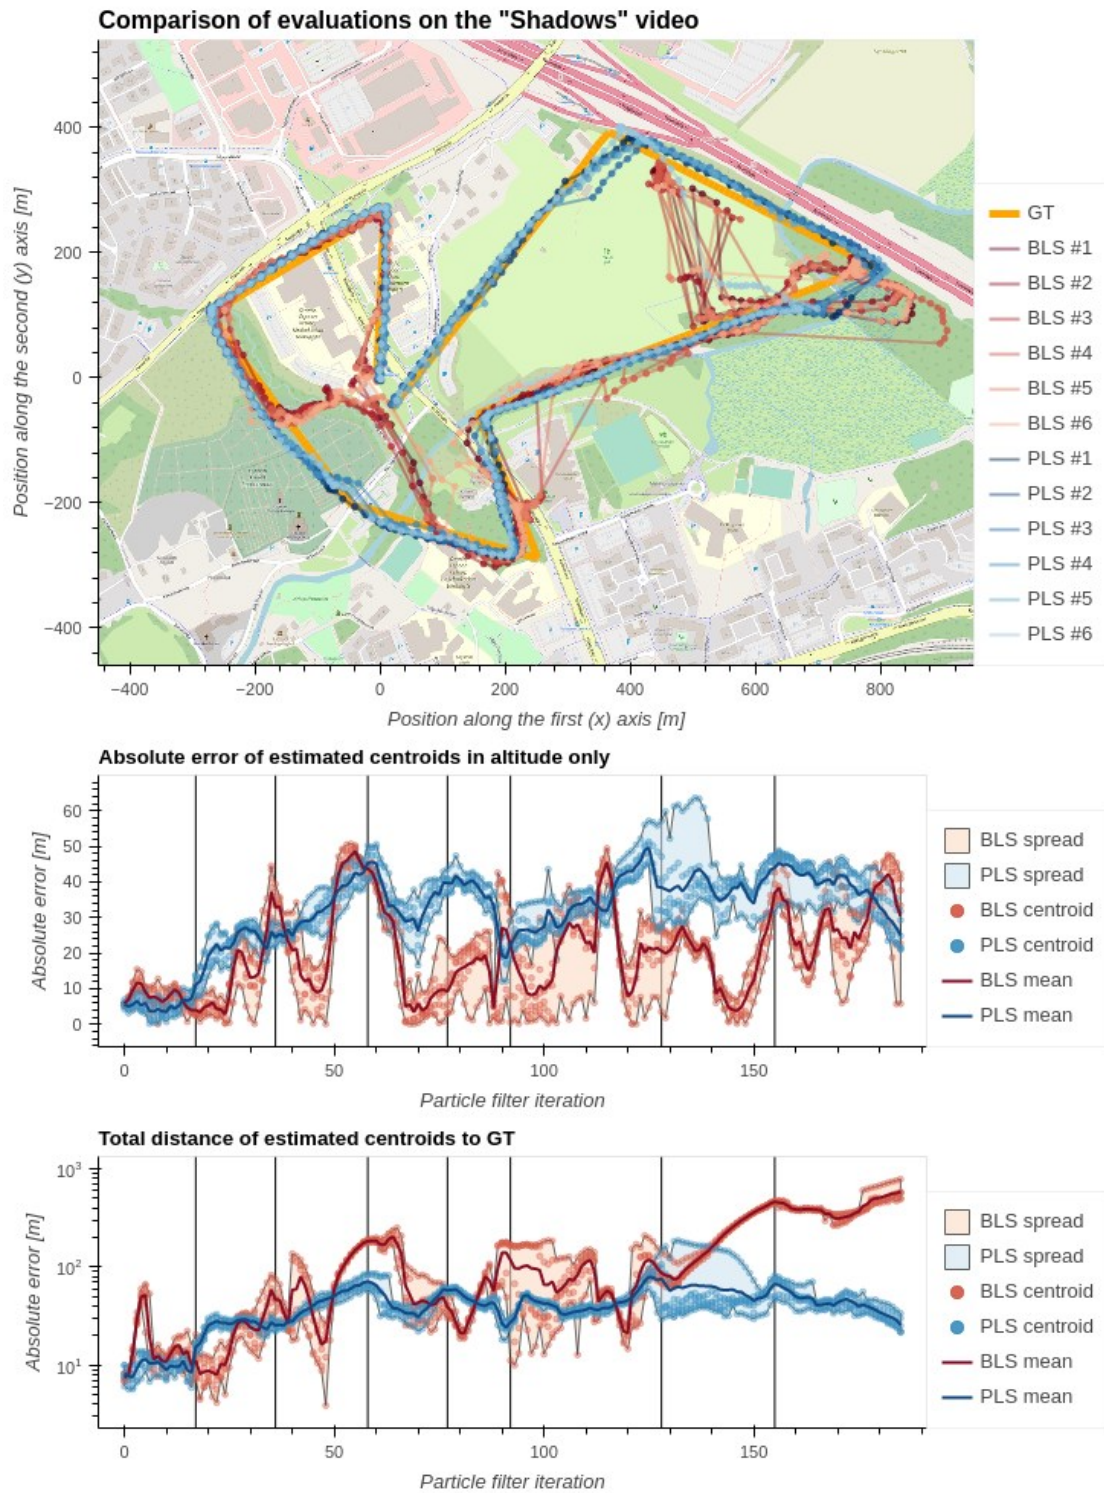 Comparison of evaluations on the "Shadows" video
Position along the second (y) axis [m]
400
200
0
−200
−400
−400
−200
0
200
400
600
800
Position along the first (x) axis [m]
GT
BLS #1
BLS #2
BLS #3
BLS #4
BLS #5
BLS #6
PLS #1
PLS #2
PLS #3
PLS #4
PLS #5
PLS #6
Absolute error of estimated centroids in altitude only
Absolute error [m]
60
50
40
30
20
10
0
0
50
100
150
Particle filter iteration
BLS spread
PLS spread
BLS centroid
PLS centroid
BLS mean
PLS mean
Total distance of estimated centroids to GT
Absolute error [m]
10³
10²
10¹
0
50
100
150
Particle filter iteration
BLS spread
PLS spread
BLS centroid
PLS centroid
BLS mean
PLS mean